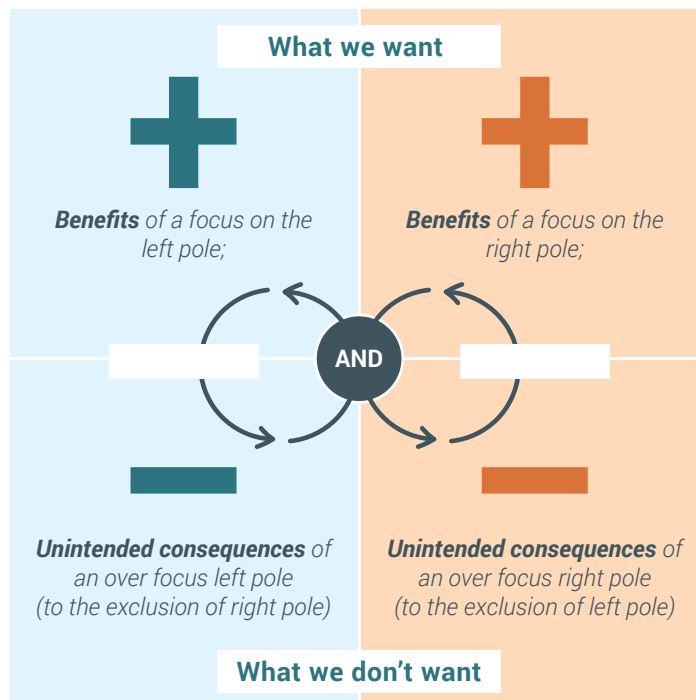 What we want
Benefits of a focus on the
left pole;
Benefits of a focus on the
right pole;
AND
Unintended consequences of
an over focus left pole
(to the exclusion of right pole)
Unintended consequences of
an over focus right pole
(to the exclusion of left pole)
What we don’t want